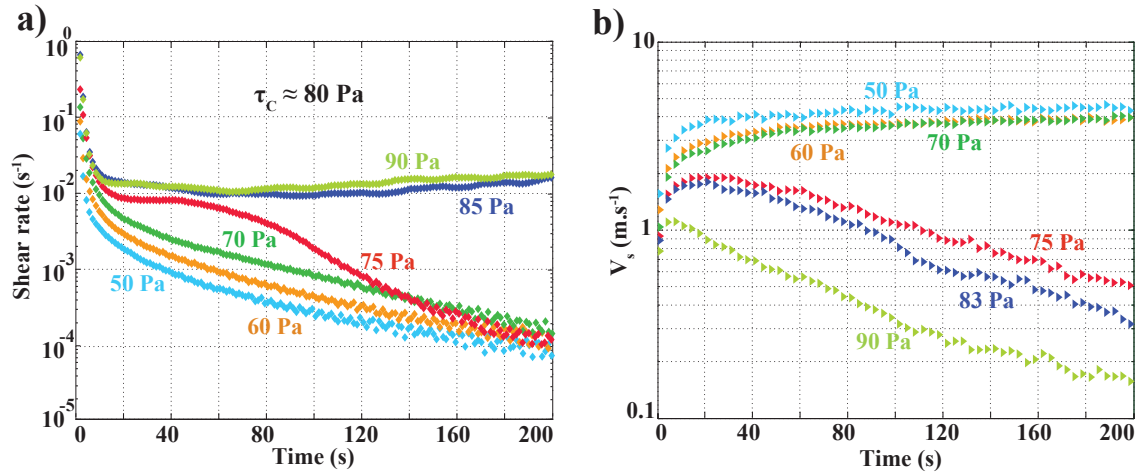 a)
10^0
10^-1
10^-2
10^-3
10^-4
10^-5
Shear rate (s^-1)
τ_C ≈ 80 Pa
90 Pa
85 Pa
70 Pa
75 Pa
50 Pa
60 Pa
0 40 80 120 160 200
Time (s)
b)
10
1
0.1
V_s (m.s^-1)
50 Pa
60 Pa
70 Pa
75 Pa
83 Pa
90 Pa
0 40 80 120 160 200
Time (s)